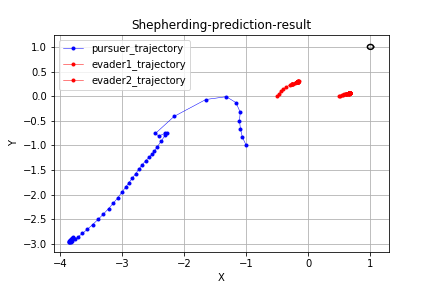 Shepherding-prediction-result
pursuer_trajectory
evader1_trajectory
evader2_trajectory
Y
1.0
0.5
0.0
−0.5
−1.0
−1.5
−2.0
−2.5
−3.0
−4
−3
−2
−1
0
1
X